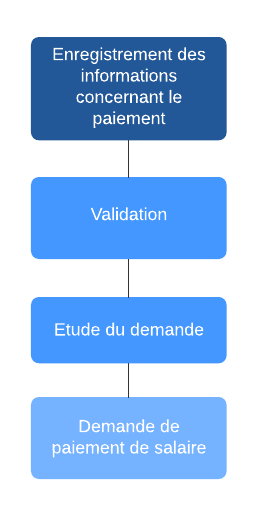 Enregistrement des
informations
concernant le
paiement
Validation
Etude du demande
Demande de
paiement de salaire